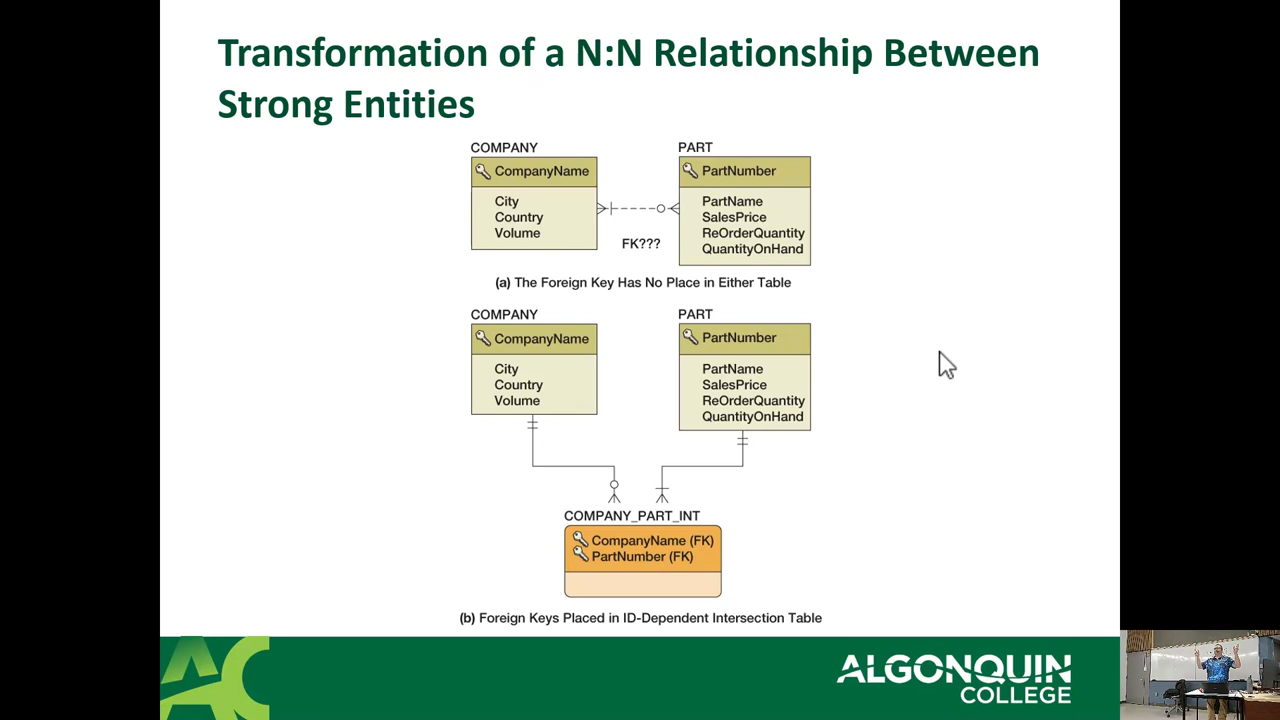 Transformation of a N:N Relationship Between
Strong Entities
COMPANY
CompanyName
City
Country
Volume
FK???
PART
PartNumber
PartName
SalesPrice
ReOrderQuantity
QuantityOnHand
(a) The Foreign Key Has No Place in Either Table
COMPANY
CompanyName
City
Country
Volume
PART
PartNumber
PartName
SalesPrice
ReOrderQuantity
QuantityOnHand
COMPANY_PART_INT
CompanyName (FK)
PartNumber (FK)
(b) Foreign Keys Placed in ID-Dependent Intersection Table
AC
ALGONQUIN
COLLEGE